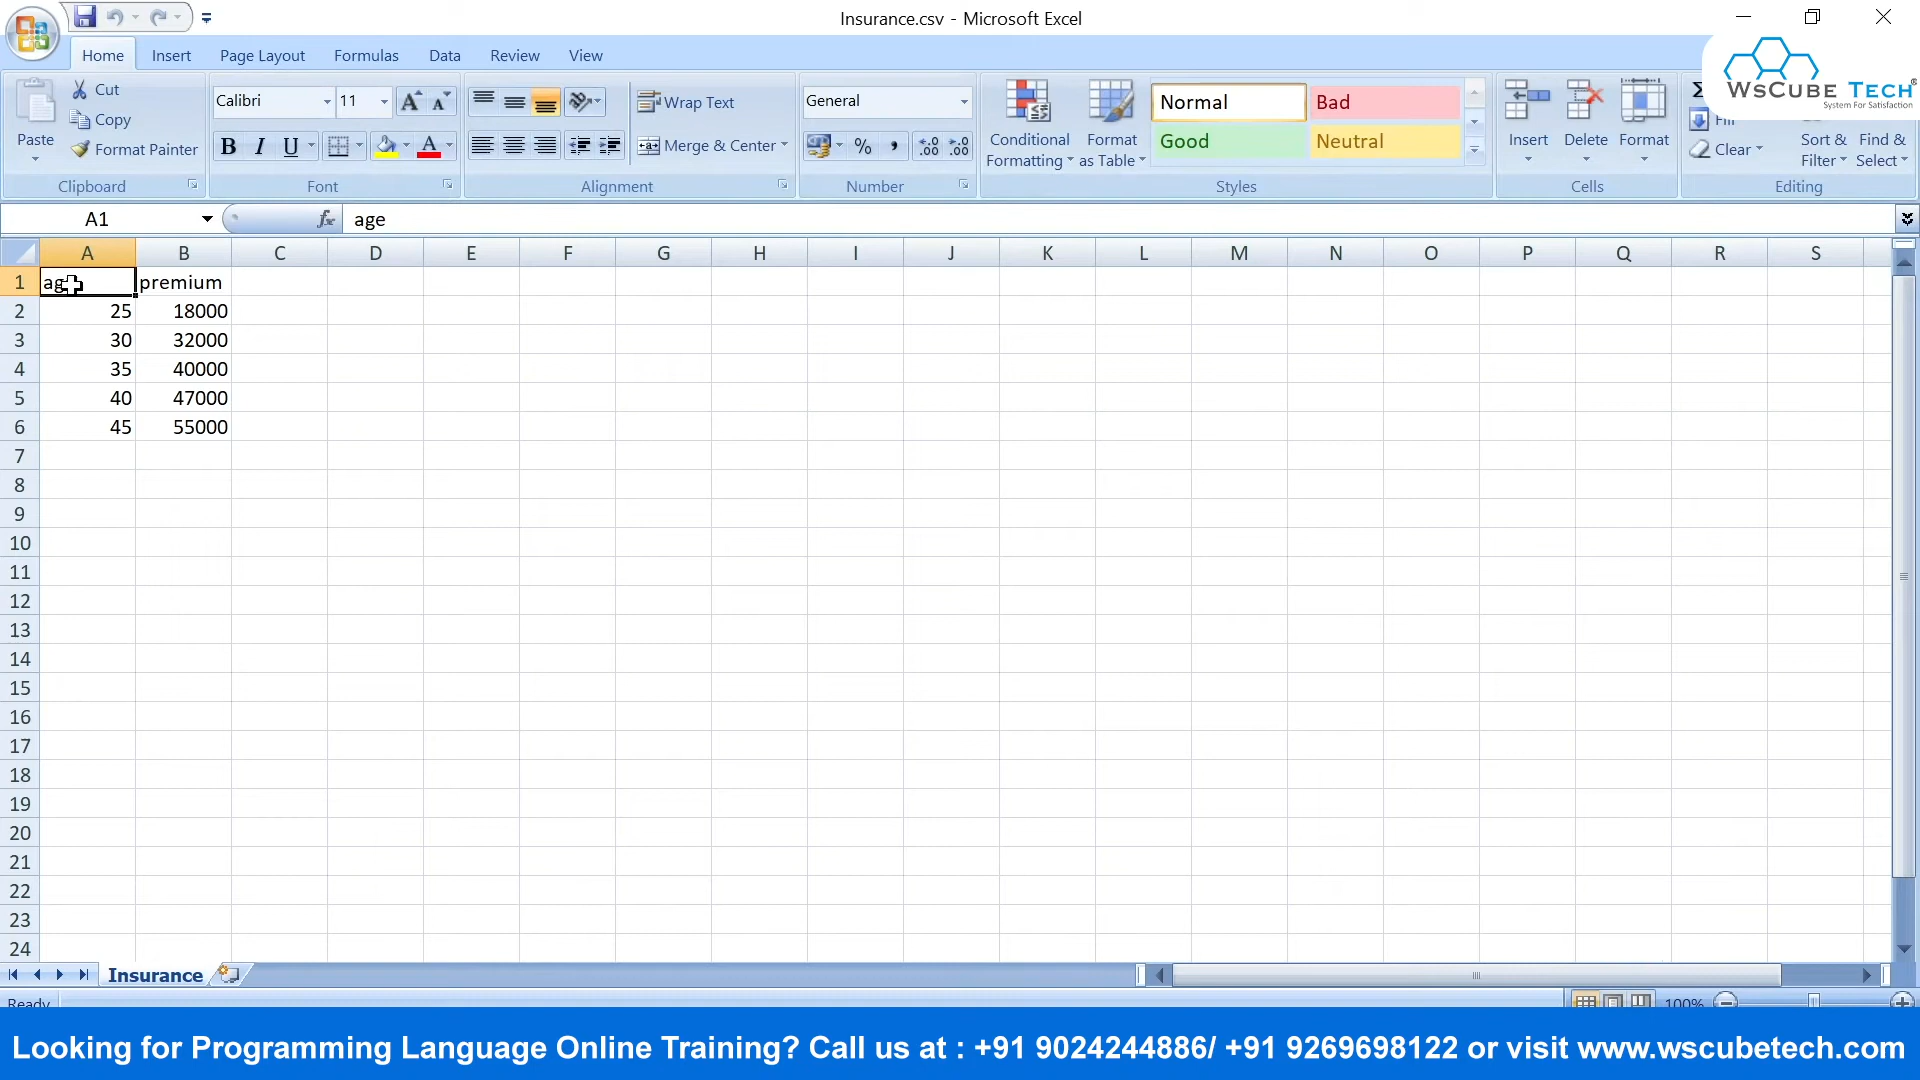 Insurance.csv - Microsoft Excel
Home Insert Page Layout Formulas Data Review View
WsCube Tech®
System For Satisfaction
Paste
Cut
Copy
Format Painter
Clipboard
Calibri 11
A A
B I U A
Font
Wrap Text
Merge & Center
Alignment
General
% ,
Number
Conditional Formatting
Format as Table
Normal Bad
Good Neutral
Styles
Insert Delete Format
Cells
Σ
Fill
Clear
Sort & Filter
Find & Select
Editing
A1 fx age
A B C D E F G H I J K L M N O P Q R S
1 ag premium
2 25 18000
3 30 32000
4 35 40000
5 40 47000
6 45 55000
7
8
9
10
11
12
13
14
15
16
17
18
19
20
21
22
23
24
Insurance
Ready 100%
Looking for Programming Language Online Training? Call us at : +91 9024244886/ +91 9269698122 or visit www.wscubetech.com